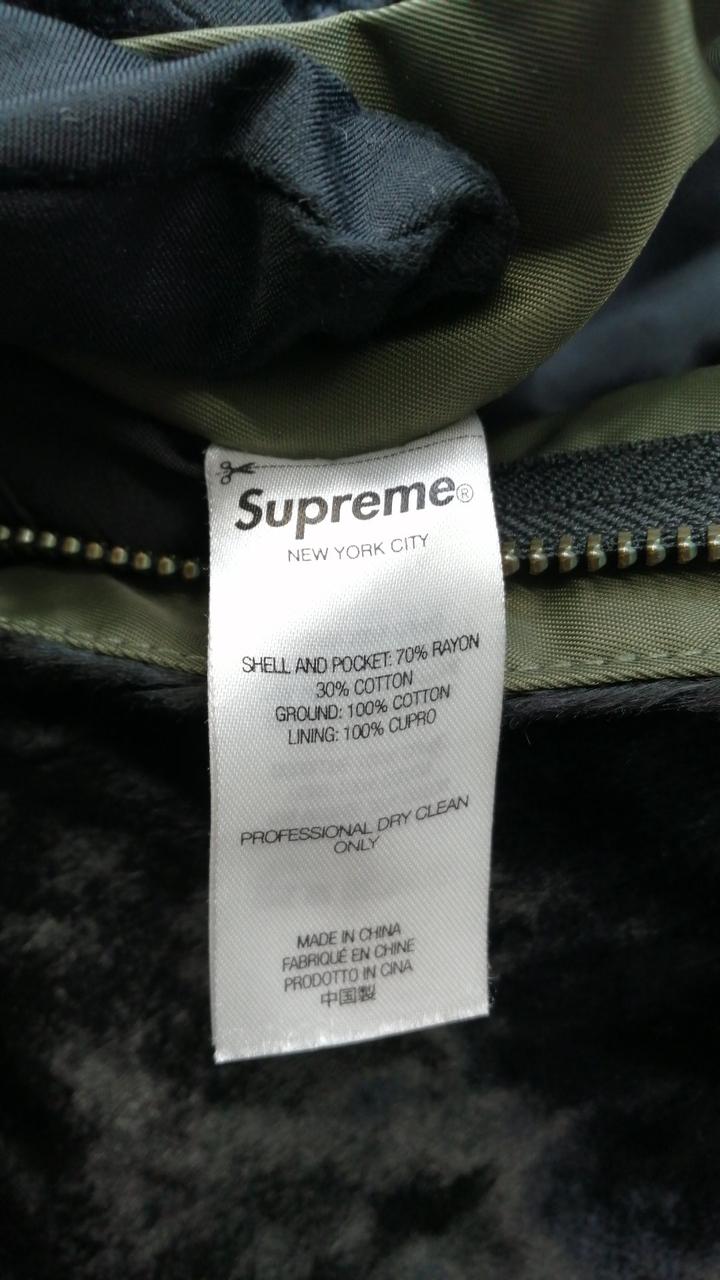 Supreme®
NEW YORK CITY
SHELL AND POCKET: 70% RAYON
30% COTTON
GROUND: 100% COTTON
LINING: 100% CUPRO
PROFESSIONAL DRY CLEAN
ONLY
MADE IN CHINA
FABRIQUÉ EN CHINE
PRODOTTO IN CINA
中国製